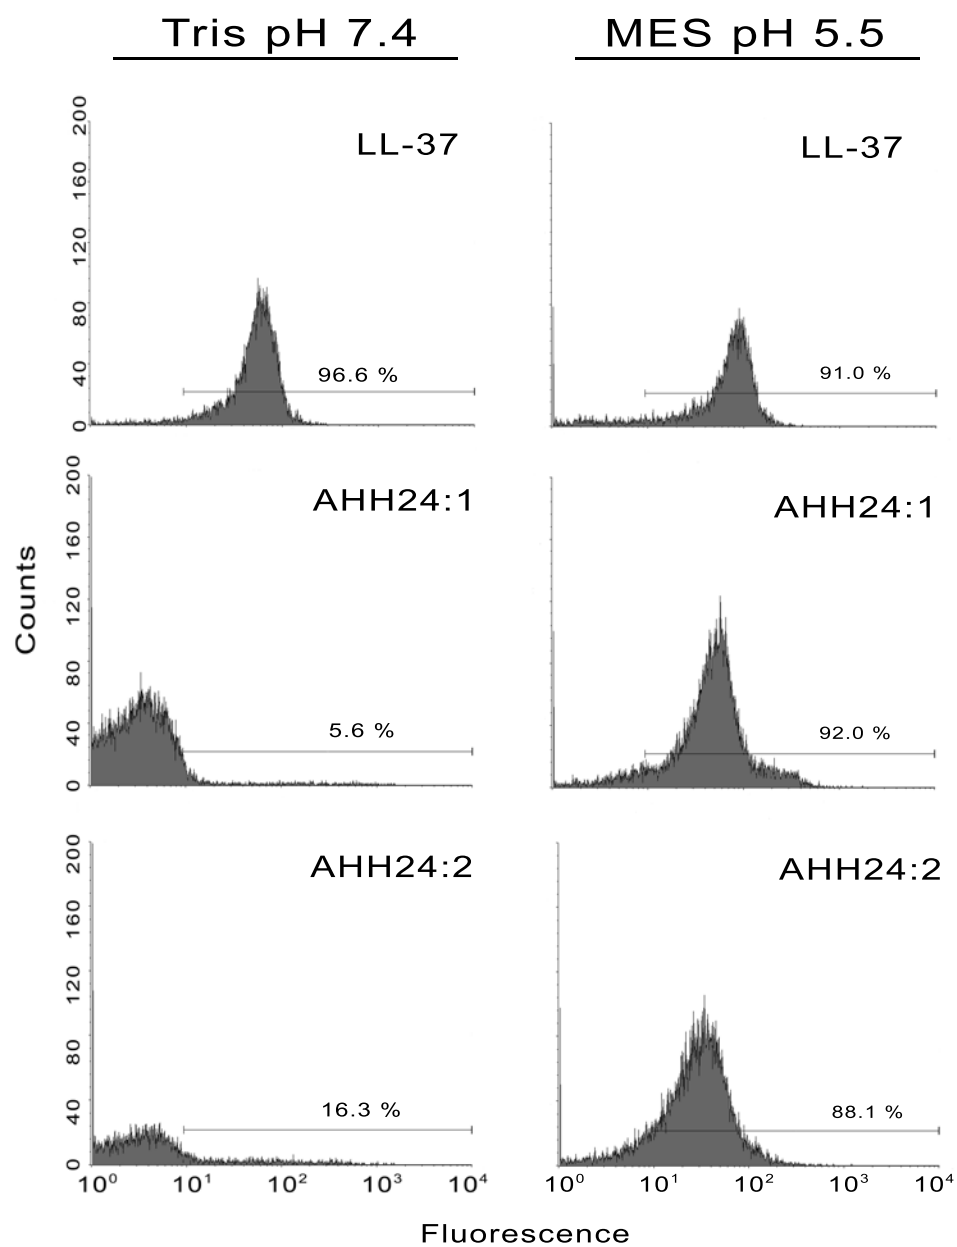 Tris pH 7.4 MES pH 5.5
LL-37 LL-37
200
160
120
80
40
0
96.6 % 91.0 %
AHH24:1 AHH24:1
200
160
120
80
40
0
5.6 % 92.0 %
Counts
AHH24:2 AHH24:2
200
160
120
80
40
0
16.3 % 88.1 %
10⁰ 10¹ 10² 10³ 10⁴ 10⁰ 10¹ 10² 10³ 10⁴
Fluorescence